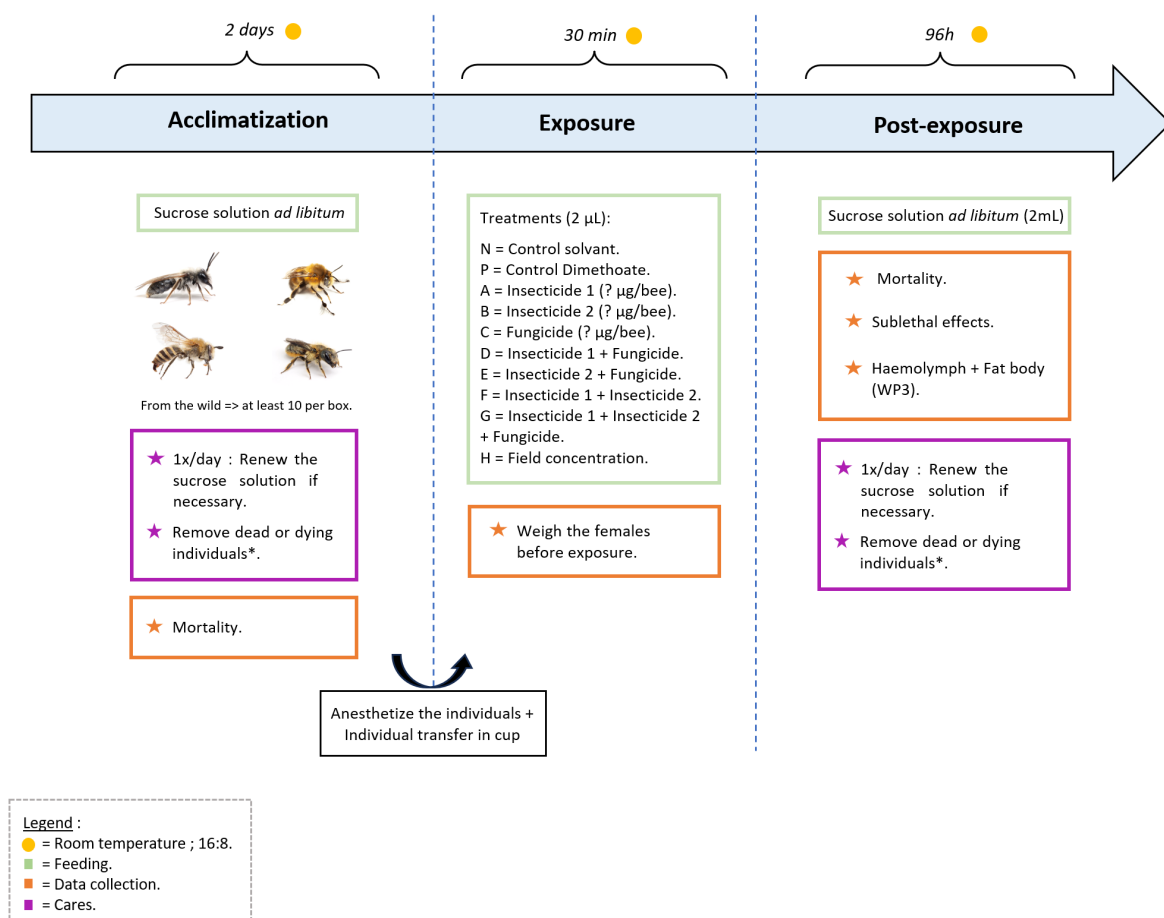 2 days
30 min
96h
Acclimatization
Exposure
Post-exposure
Sucrose solution ad libitum
From the wild => at least 10 per box.
1x/day : Renew the
sucrose solution if
necessary.
Remove dead or dying
individuals*.
Mortality.
Anesthetize the individuals +
Individual transfer in cup
Treatments (2 µL):
N = Control solvant.
P = Control Dimethoate.
A = Insecticide 1 (? µg/bee).
B = Insecticide 2 (? µg/bee).
C = Fungicide (? µg/bee).
D = Insecticide 1 + Fungicide.
E = Insecticide 2 + Fungicide.
F = Insecticide 1 + Insecticide 2.
G = Insecticide 1 + Insecticide 2
+ Fungicide.
H = Field concentration.
Weigh the females
before exposure.
Sucrose solution ad libitum (2mL)
Mortality.
Sublethal effects.
Haemolymph + Fat body
(WP3).
1x/day : Renew the
sucrose solution if
necessary.
Remove dead or dying
individuals*.
Legend :
= Room temperature ; 16:8.
= Feeding.
= Data collection.
= Cares.